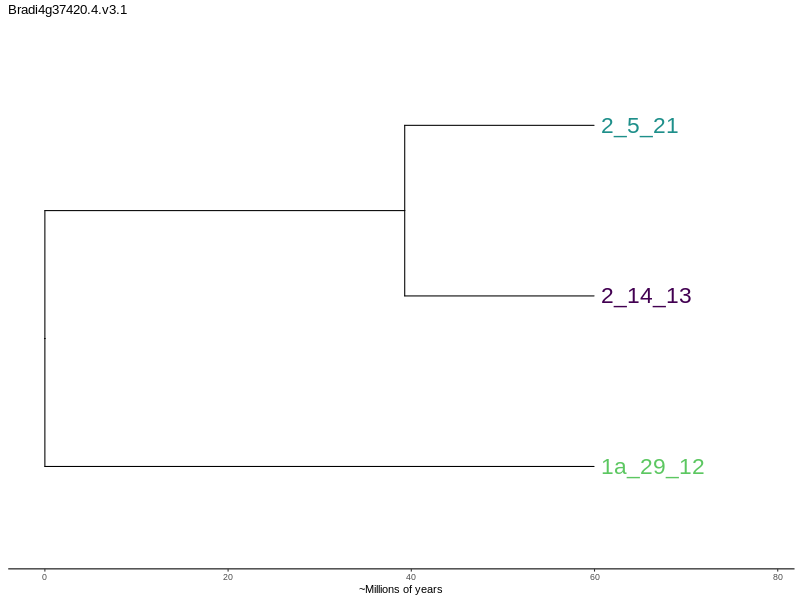 Bradi4g37420.4.v3.1
2_5_21
2_14_13
1a_29_12
0 20 40 60 80
~Millions of years